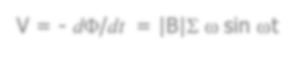 V = - dΦ/dt = |B|Σ ω sin ωt